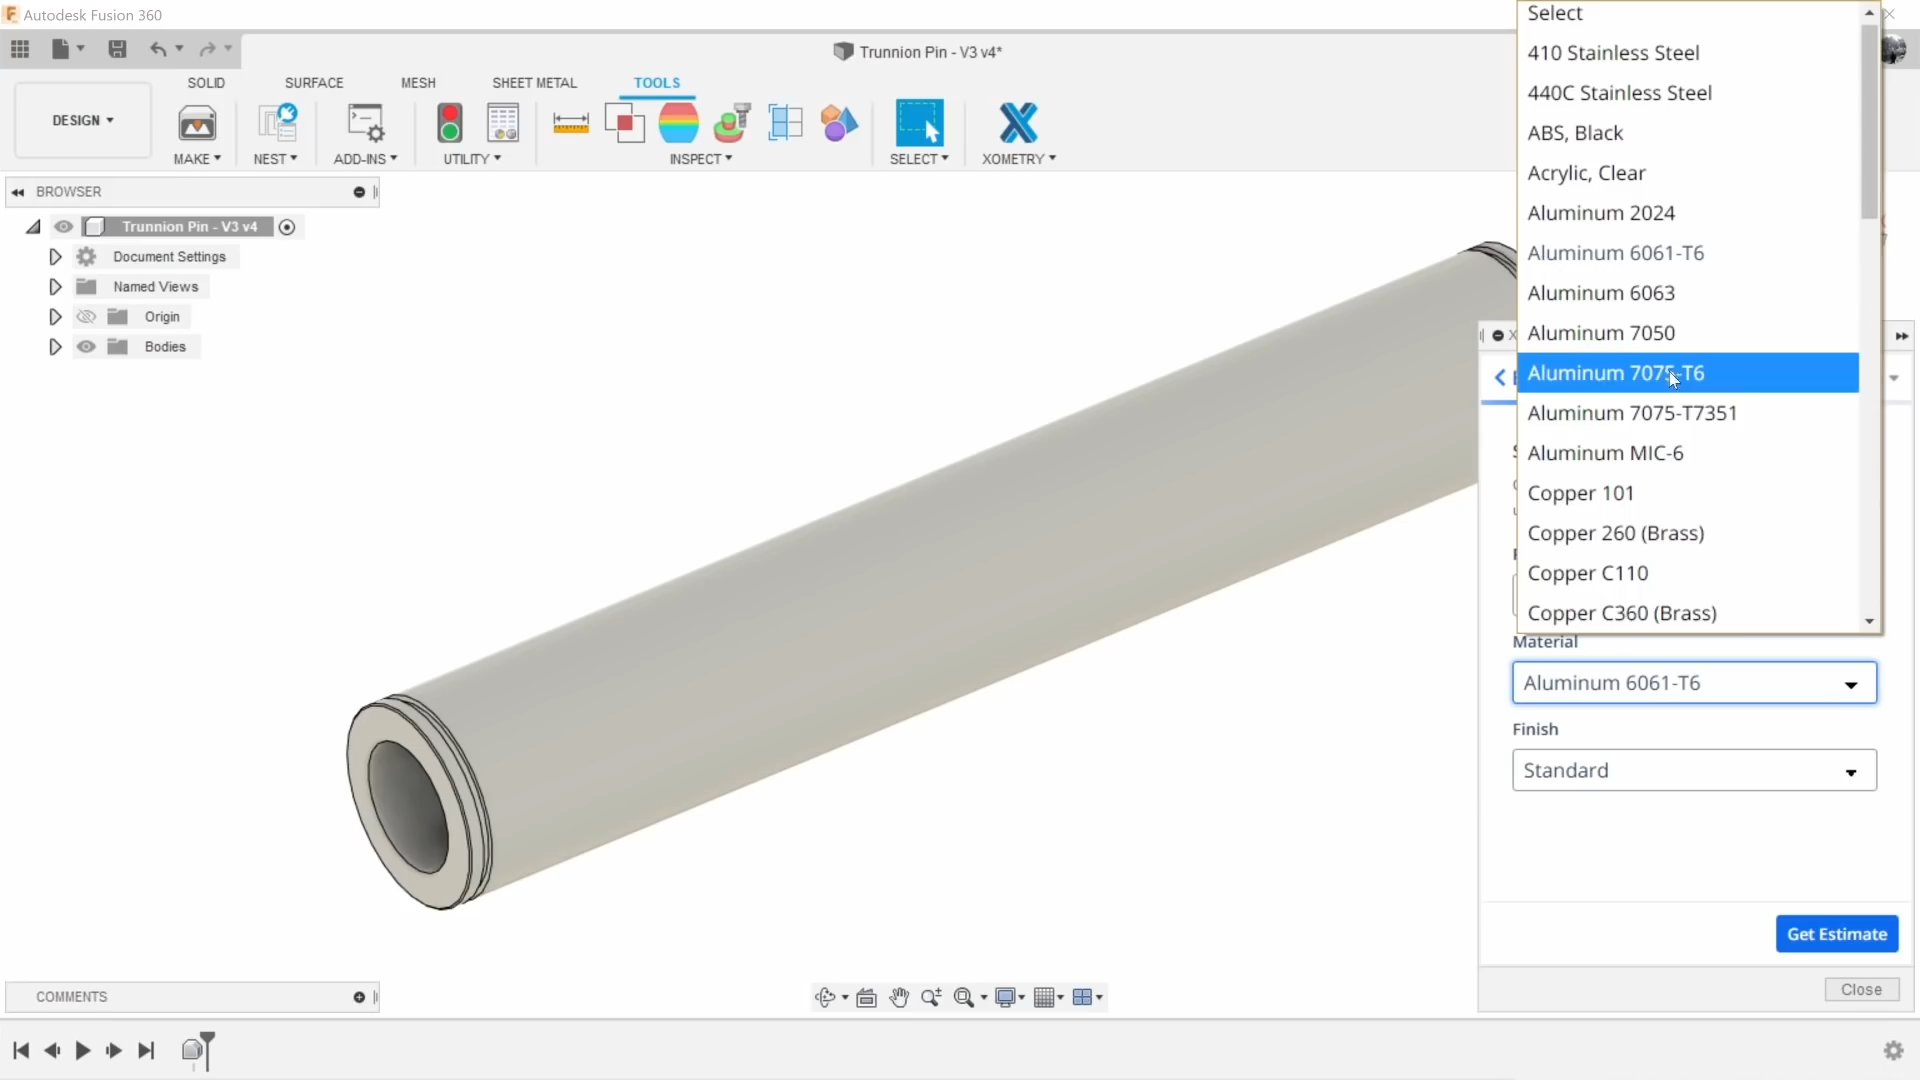 Autodesk Fusion 360
Trunnion Pin - V3 v4*
SOLID
SURFACE
MESH
SHEET METAL
TOOLS
DESIGN
MAKE
NEST
ADD-INS
UTILITY
INSPECT
SELECT
XOMETRY
BROWSER
Trunnion Pin - V3 v4
Document Settings
Named Views
Origin
Bodies
Select
410 Stainless Steel
440C Stainless Steel
ABS, Black
Acrylic, Clear
Aluminum 2024
Aluminum 6061-T6
Aluminum 6063
Aluminum 7050
Aluminum 7075-T6
Aluminum 7075-T7351
Aluminum MIC-6
Copper 101
Copper 260 (Brass)
Copper C110
Copper C360 (Brass)
Material
Aluminum 6061-T6
Finish
Standard
Get Estimate
Close
COMMENTS